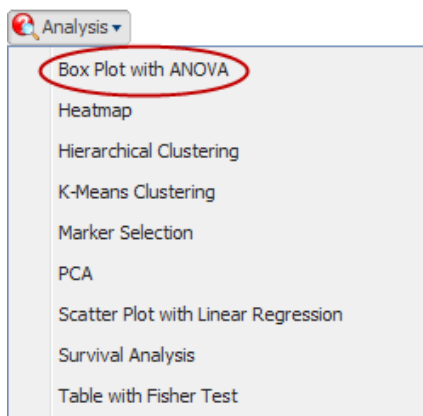 Analysis
Box Plot with ANOVA
Heatmap
Hierarchical Clustering
K-Means Clustering
Marker Selection
PCA
Scatter Plot with Linear Regression
Survival Analysis
Table with Fisher Test